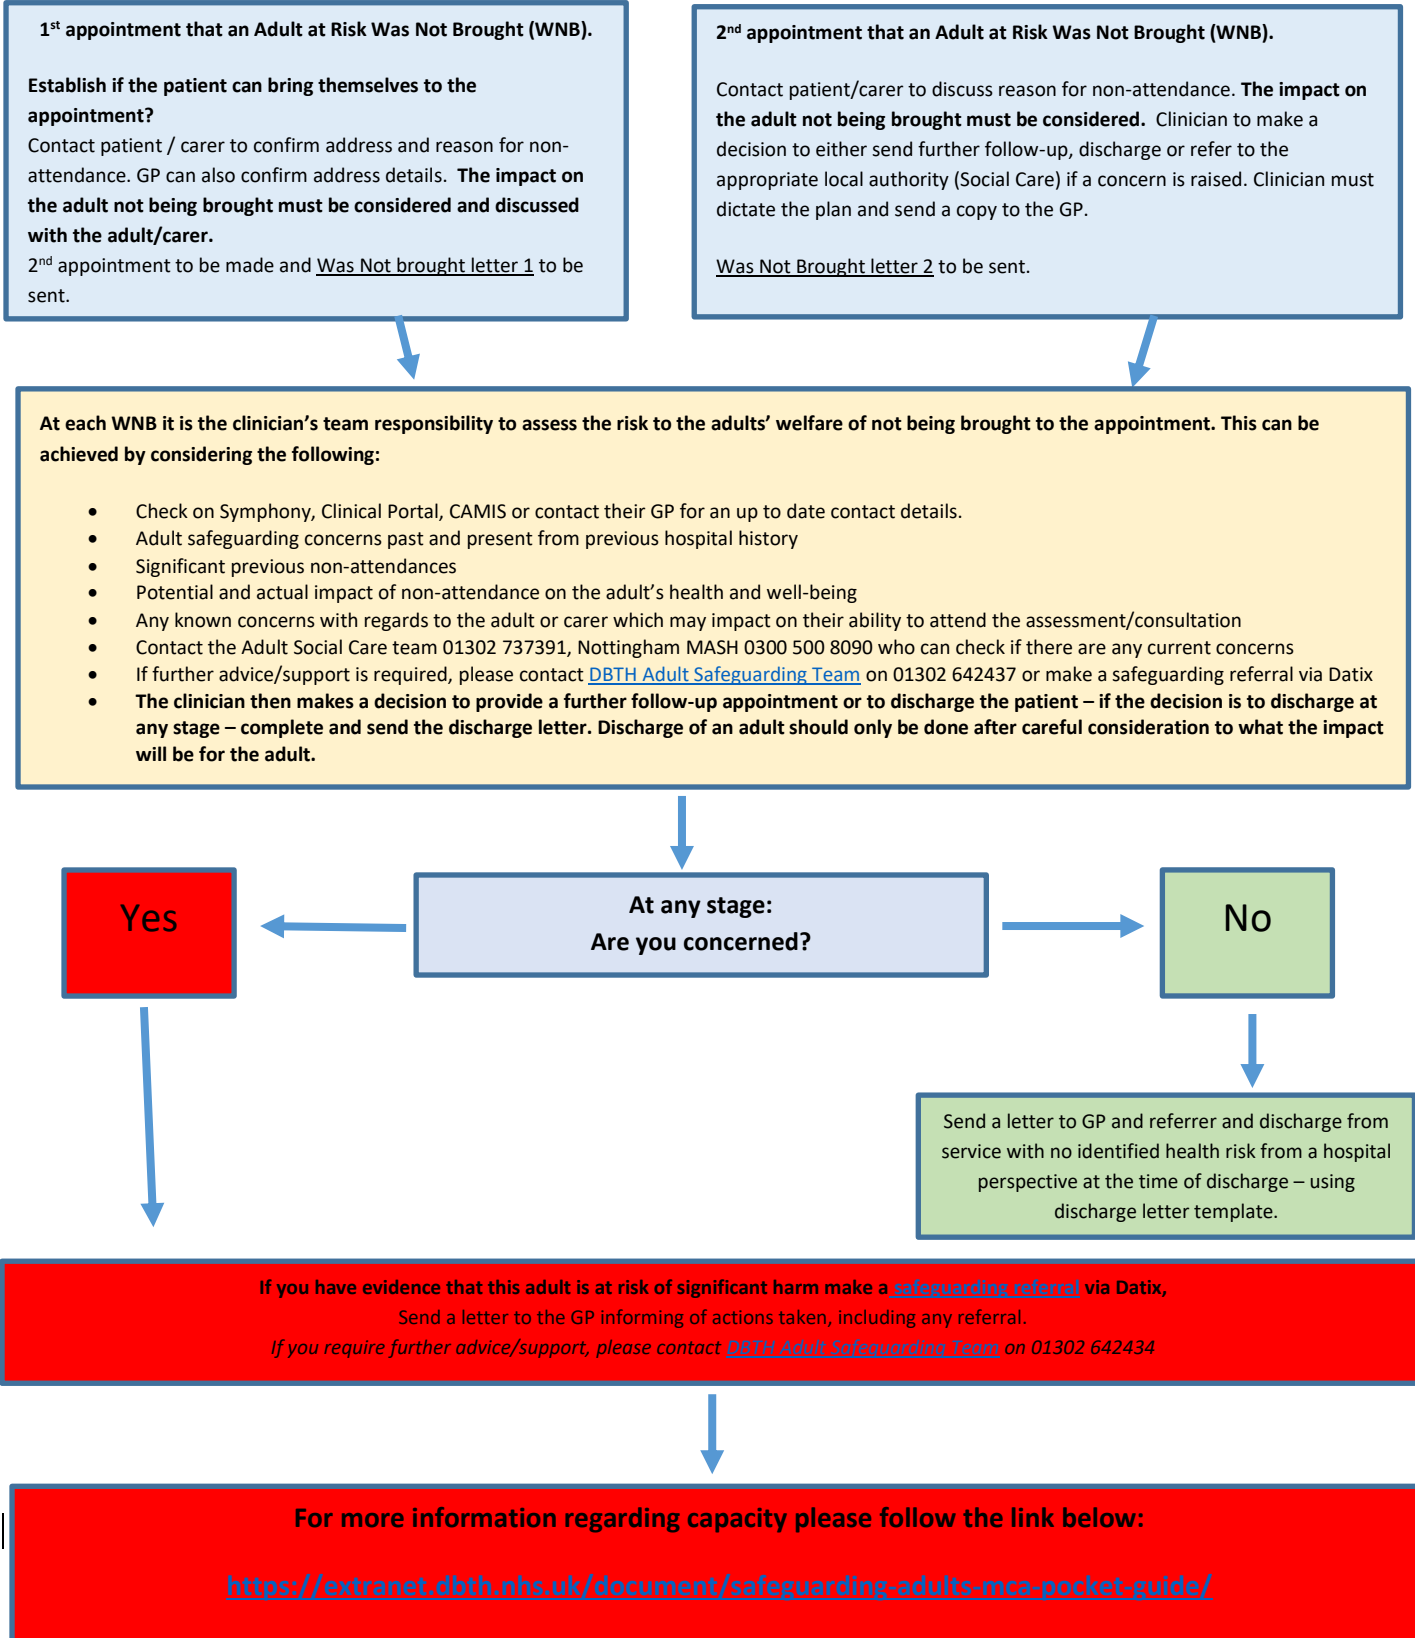 1st appointment that an Adult at Risk Was Not Brought (WNB).
Establish if the patient can bring themselves to the
appointment?
Contact patient / carer to confirm address and reason for non-
attendance. GP can also confirm address details. The impact on
the adult not being brought must be considered and discussed
with the adult/carer.
2nd appointment to be made and Was Not brought letter 1 to be
sent.
2nd appointment that an Adult at Risk Was Not Brought (WNB).
Contact patient/carer to discuss reason for non-attendance. The impact on
the adult not being brought must be considered. Clinician to make a
decision to either send further follow-up, discharge or refer to the
appropriate local authority (Social Care) if a concern is raised. Clinician must
dictate the plan and send a copy to the GP.
Was Not Brought letter 2 to be sent.
At each WNB it is the clinician's team responsibility to assess the risk to the adults' welfare of not being brought to the appointment. This can be
achieved by considering the following:
• Check on Symphony, Clinical Portal, CAMIS or contact their GP for an up to date contact details.
• Adult safeguarding concerns past and present from previous hospital history
• Significant previous non-attendances
• Potential and actual impact of non-attendance on the adult's health and well-being
• Any known concerns with regards to the adult or carer which may impact on their ability to attend the assessment/consultation
• Contact the Adult Social Care team 01302 737391, Nottingham MASH 0300 500 8090 who can check if there are any current concerns
• If further advice/support is required, please contact DBTH Adult Safeguarding Team on 01302 642437 or make a safeguarding referral via Datix
• The clinician then makes a decision to provide a further follow-up appointment or to discharge the patient – if the decision is to discharge at
any stage – complete and send the discharge letter. Discharge of an adult should only be done after careful consideration to what the impact
will be for the adult.
Yes
At any stage:
Are you concerned?
No
Send a letter to GP and referrer and discharge from
service with no identified health risk from a hospital
perspective at the time of discharge – using
discharge letter template.
If you have evidence that this adult is at risk of significant harm make a safeguarding referral via Datix,
Send a letter to the GP informing of actions taken, including any referral.
If you require further advice/support, please contact DBTH Adult Safeguarding Team on 01302 642434
For more information regarding capacity please follow the link below:
https://extranet.dbth.nhs.uk/document/safeguarding-adults-mca-pocket-guide/